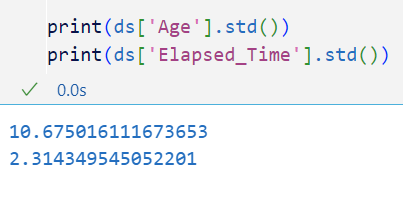 print(ds['Age'].std())
print(ds['Elapsed_Time'].std())
✓ 0.0s
10.675016111673653
2.314349545052201